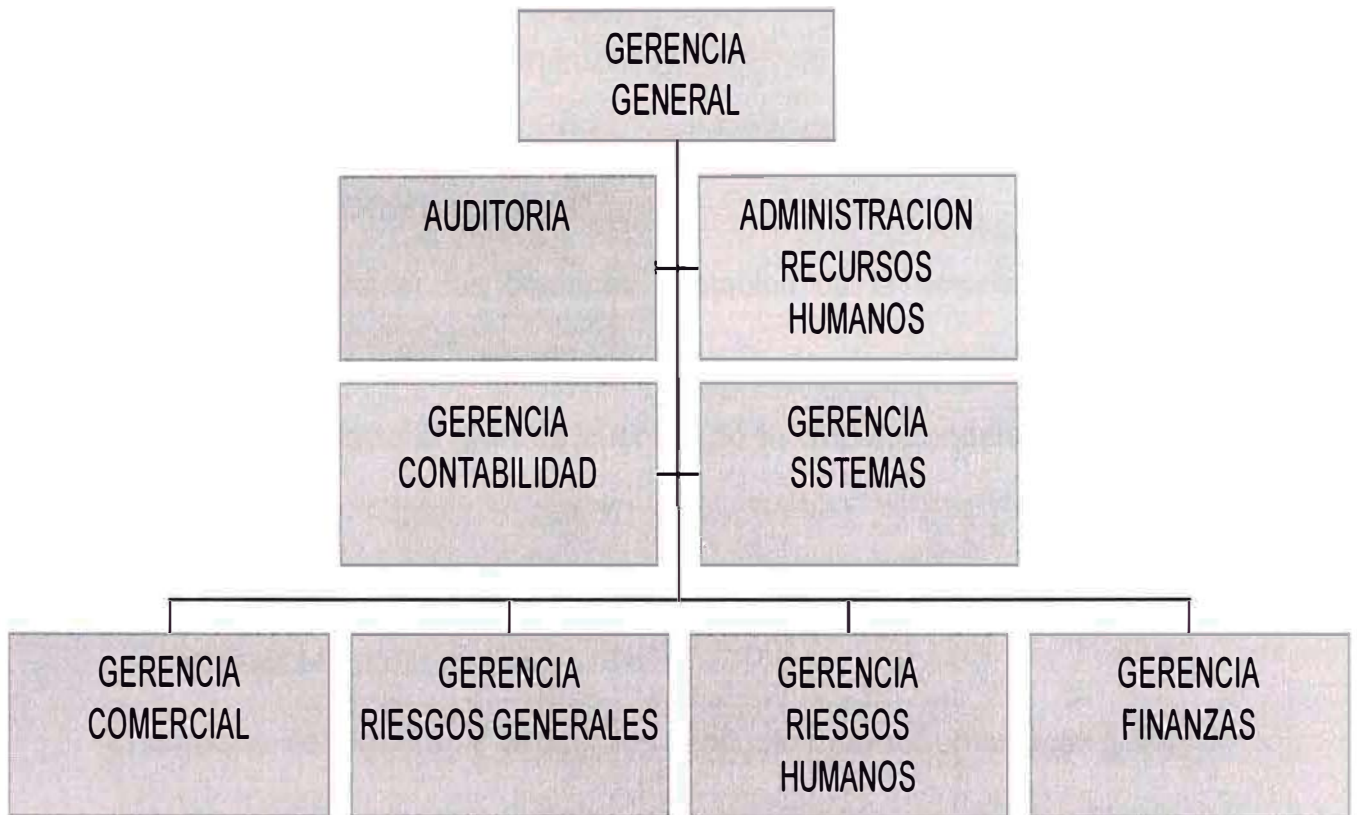 GERENCIA
GENERAL
AUDITORIA
ADMINISTRACION
RECURSOS
HUMANOS
GERENCIA
CONTABILIDAD
GERENCIA
SISTEMAS
GERENCIA
COMERCIAL
GERENCIA
RIESGOS GENERALES
GERENCIA
RIESGOS
HUMANOS
GERENCIA
FINANZAS